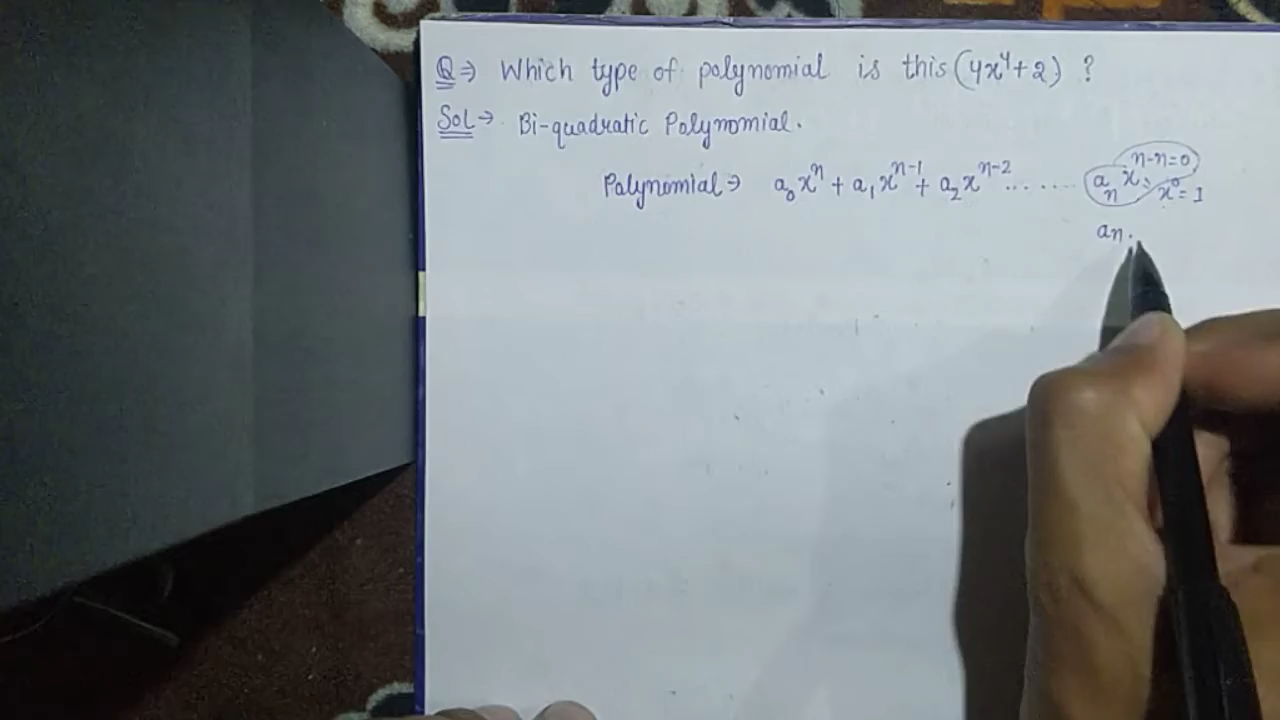 Q⇒ Which type of polynomial is this (4x⁴+2) ?
Sol→ Bi-quadratic Polynomial.
Polynomial→ a₀xⁿ + a₁xⁿ⁻¹ + a₂xⁿ⁻² ....... aₙ x n-n=0
x⁰ = 1
an.